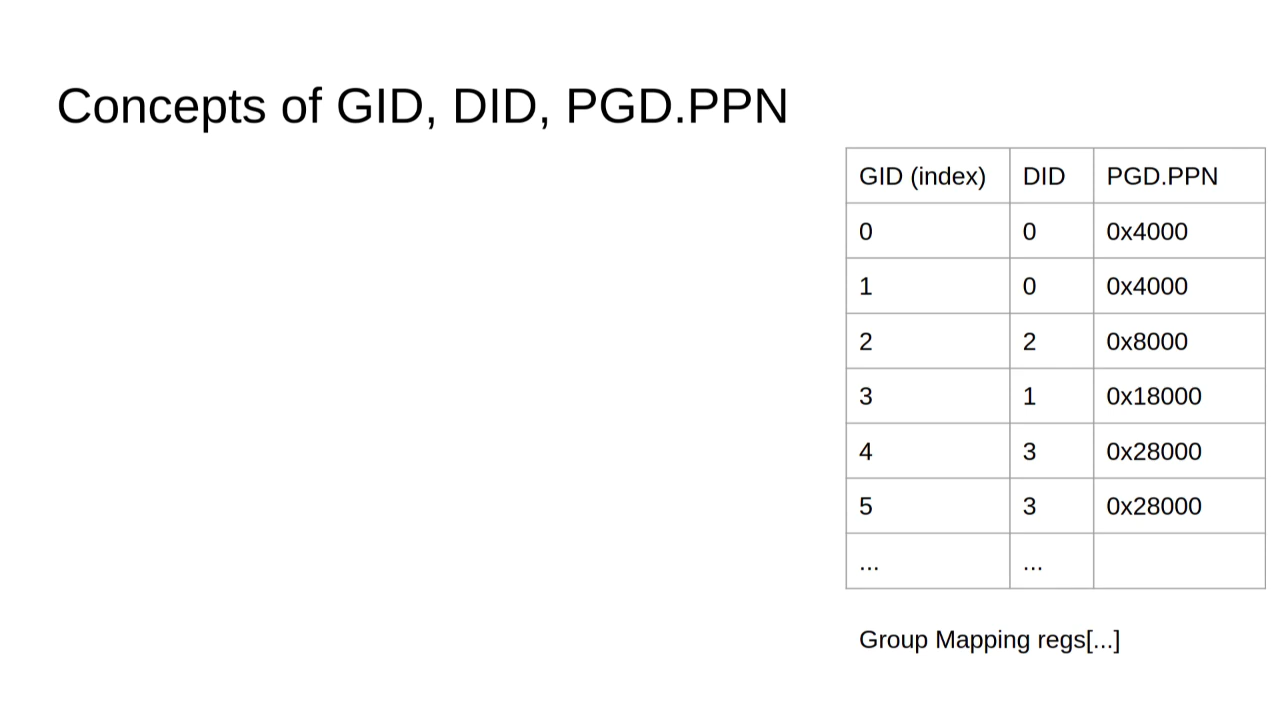 Concepts of GID, DID, PGD.PPN
GID (index) DID PGD.PPN
0 0 0x4000
1 0 0x4000
2 2 0x8000
3 1 0x18000
4 3 0x28000
5 3 0x28000
... ...
Group Mapping regs[...]